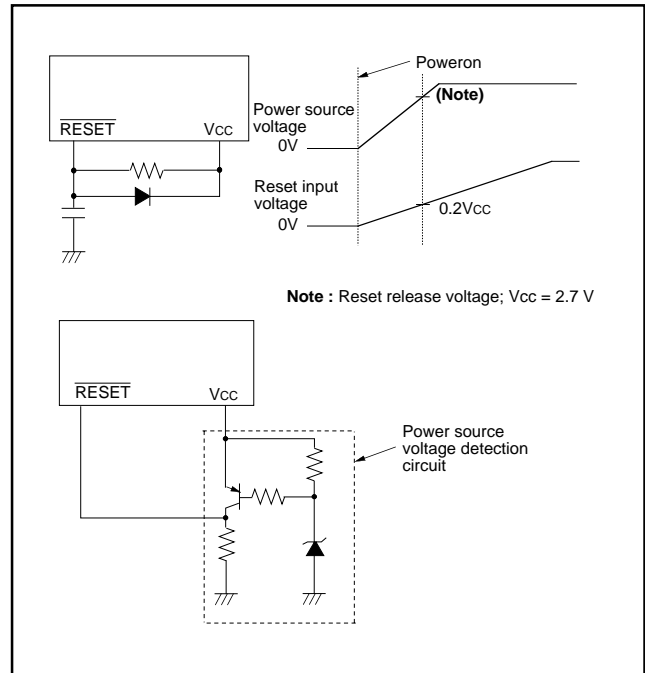 RESET
VCC
Poweron
(Note)
Power source
voltage
0V
Reset input
voltage
0V
0.2VCC
Note : Reset release voltage; Vcc = 2.7 V
RESET
VCC
Power source
voltage detection
circuit